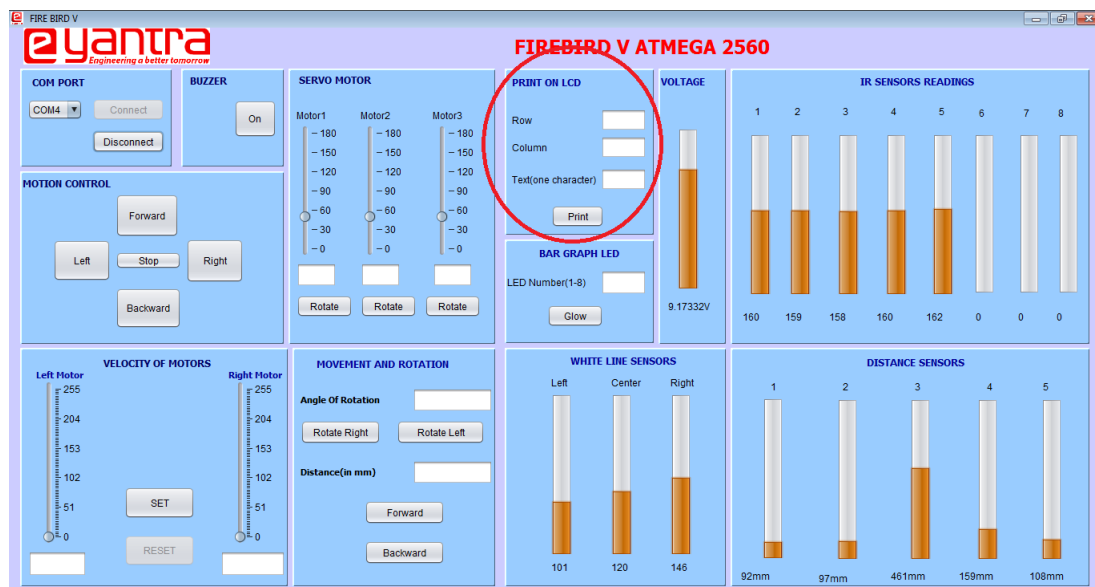 FIRE BIRD V
e yantra
Engineering a better tomorrow
FIREBIRD V ATMEGA 2560
COM PORT
COM4
Connect
Disconnect
BUZZER
On
MOTION CONTROL
Forward
Left
Stop
Right
Backward
SERVO MOTOR
Motor1 Motor2 Motor3
180 180 180
150 150 150
120 120 120
90 90 90
60 60 60
30 30 30
0 0 0
Rotate Rotate Rotate
PRINT ON LCD
Row
Column
Text(one character)
Print
BAR GRAPH LED
LED Number(1-8)
Glow
VOLTAGE
9.17332V
IR SENSORS READINGS
1 2 3 4 5 6 7 8
160 159 158 160 162 0 0 0
VELOCITY OF MOTORS
Left Motor Right Motor
255 255
204 204
153 153
102 102
51 51
0 0
SET
RESET
MOVEMENT AND ROTATION
Angle Of Rotation
Rotate Right Rotate Left
Distance(in mm)
Forward
Backward
WHITE LINE SENSORS
Left Center Right
101 120 146
DISTANCE SENSORS
1 2 3 4 5
92mm 97mm 461mm 159mm 108mm